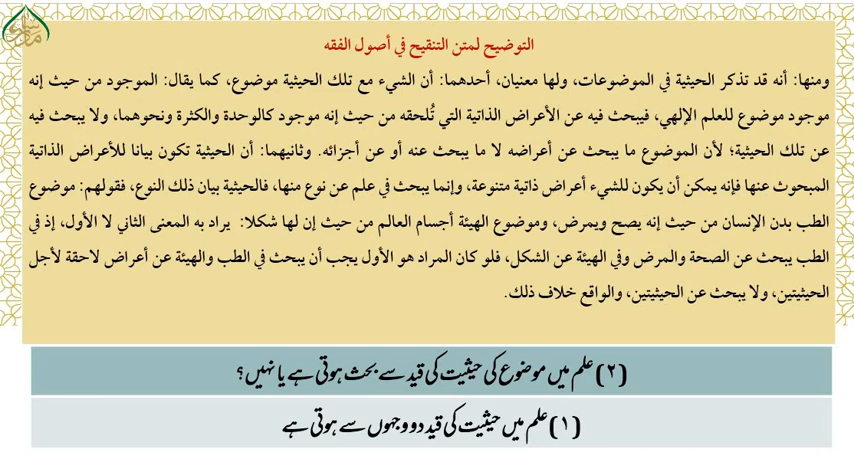 التوضيح لمتن التنقيح في أصول الفقه
ومنها: أنه قد تذكر الحيثية في الموضوعات، ولها معنيان، أحدهما: أن الشيء مع تلك الحيثية موضوع، كما يقال: الموجود من حيث إنه
موجود موضوع للعلم الإلهي، فيبحث فيه عن الأعراض الذاتية التي تُلحقه من حيث إنه موجود كالوحدة والكثرة ونحوهما، ولا يبحث فيه
عن تلك الحيثية؛ لأن الموضوع ما يبحث عن أعراضه لا ما يبحث عنه أو عن أجزائه. وثانيهما: أن الحيثية تكون بيانا للأعراض الذاتية
المبحوث عنها فإنه يمكن أن يكون للشيء أعراض ذاتية متنوعة، وإنما يبحث في علم عن نوع منها، فالحيثية بيان ذلك النوع، فقولهم: موضوع
الطب بدن الإنسان من حيث إنه يصح ويمرض، وموضوع الهيئة أجسام العالم من حيث إن لها شكلا: يراد به المعنى الثاني لا الأول، إذ في
الطب يبحث عن الصحة والمرض وفي الهيئة عن الشكل، فلو كان المراد هو الأول يجب أن يبحث في الطب والهيئة عن أعراض لاحقة لأجل
الحيثيتين، ولا يبحث عن الحيثيتين، والواقع خلاف ذلك.
(۲) علم میں موضوع کی حیثیت کی قید سے بحث ہوتی ہے یا نہیں؟
(۱) علم میں حیثیت کی قید دو وجہوں سے ہوتی ہے